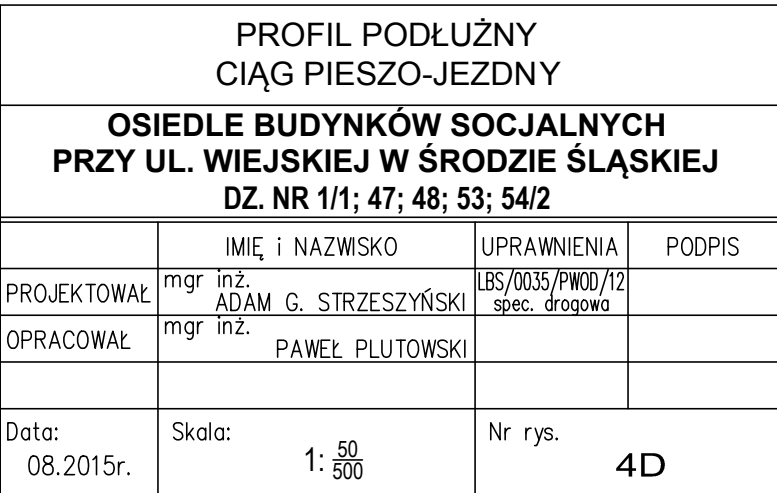 PROFIL PODŁUŻNY
CIĄG PIESZO-JEZDNY
OSIEDLE BUDYNKÓW SOCJALNYCH
PRZY UL. WIEJSKIEJ W ŚRODZIE ŚLĄSKIEJ
DZ. NR 1/1; 47; 48; 53; 54/2
IMIĘ i NAZWISKO UPRAWNIENIA PODPIS
PROJEKTOWAŁ mgr inż. ADAM G. STRZESZYŃSKI LBS/0035/PWOD/12 spec. drogowa
OPRACOWAŁ mgr inż. PAWEŁ PLUTOWSKI
Data: Skala: Nr rys.
08.2015r. 1: 50/500 4D